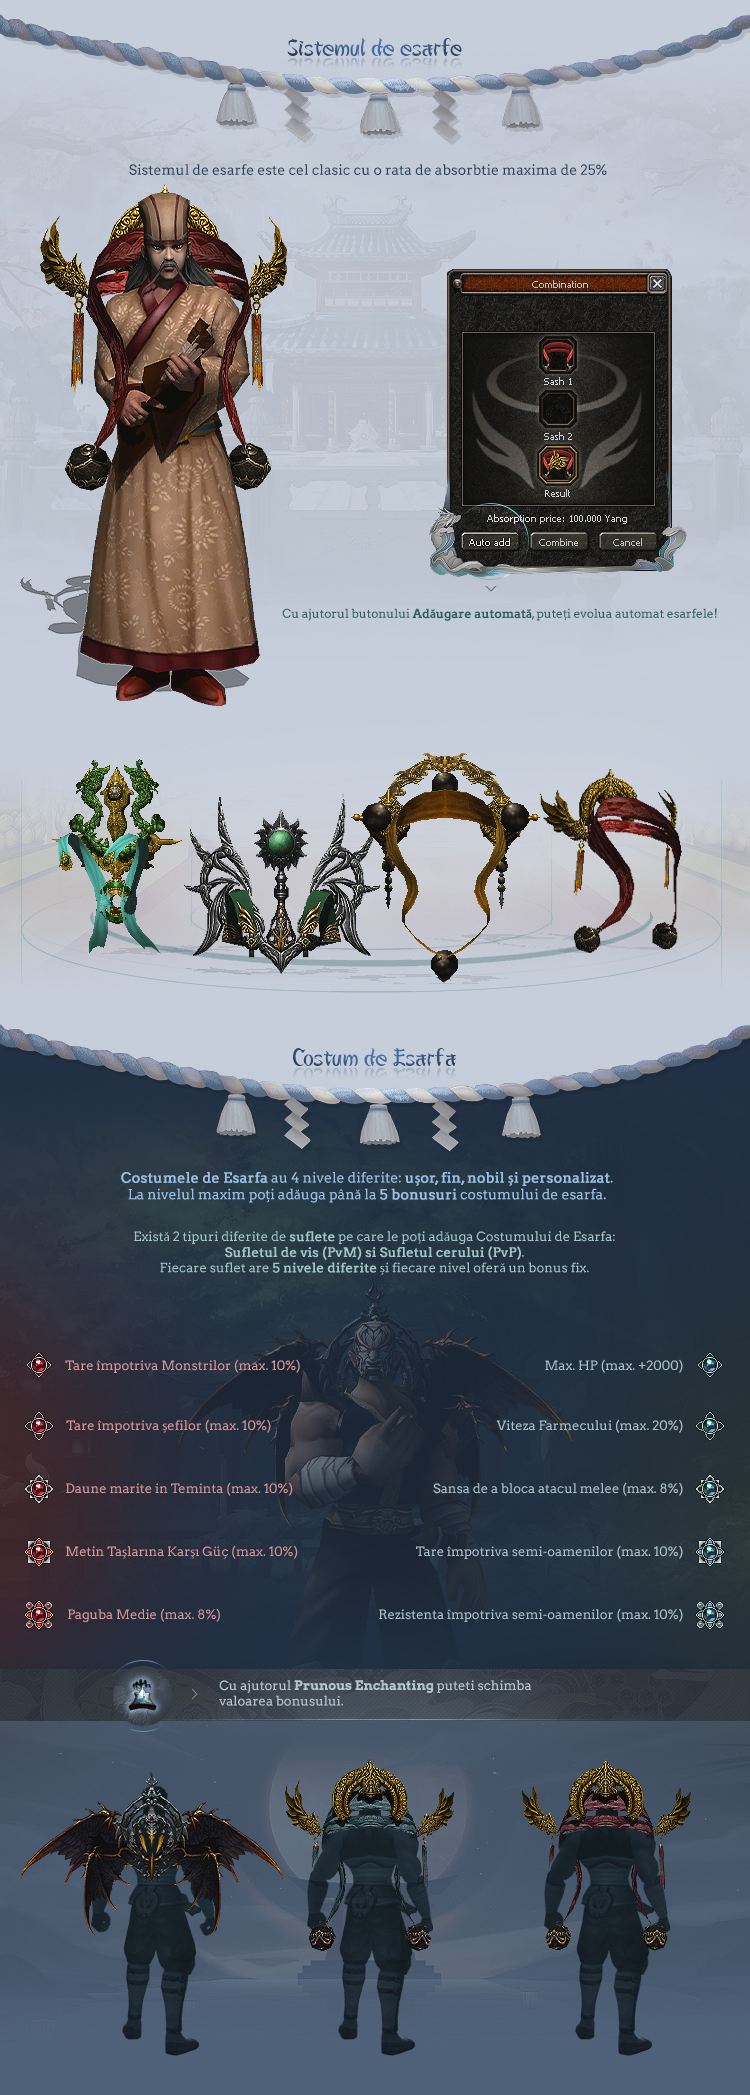 Sistemul de esarfe
Sistemul de esarfe este cel clasic cu o rata de absorbtie maxima de 25%
Combination
Sash 1
Sash 2
Result
Absorption price: 100.000 Yang
Auto add
Combine
Cancel
Cu ajutorul butonului Adăugare automată, puteți evolua automat esarfele!
Costum de Esarfa
Costumele de Esarfa au 4 nivele diferite: ușor, fin, nobil și personalizat.
La nivelul maxim poți adăuga până la 5 bonusuri costumului de esarfa.
Există 2 tipuri diferite de suflete pe care le poți adăuga Costumului de Esarfa:
Sufletul de vis (PvM) si Sufletul cerului (PvP).
Fiecare suflet are 5 nivele diferite și fiecare nivel oferă un bonus fix.
Tare împotriva Monstrilor (max. 10%)
Max. HP (max. +2000)
Tare împotriva șefilor (max. 10%)
Viteza Farmecului (max. 20%)
Daune marite in Teminta (max. 10%)
Sansa de a bloca atacul melee (max. 8%)
Metin Taşlarına Karşı Güç (max. 10%)
Tare împotriva semi-oamenilor (max. 10%)
Paguba Medie (max. 8%)
Rezistenta împotriva semi-oamenilor (max. 10%)
Cu ajutorul Prunous Enchanting puteti schimba
valoarea bonusului.